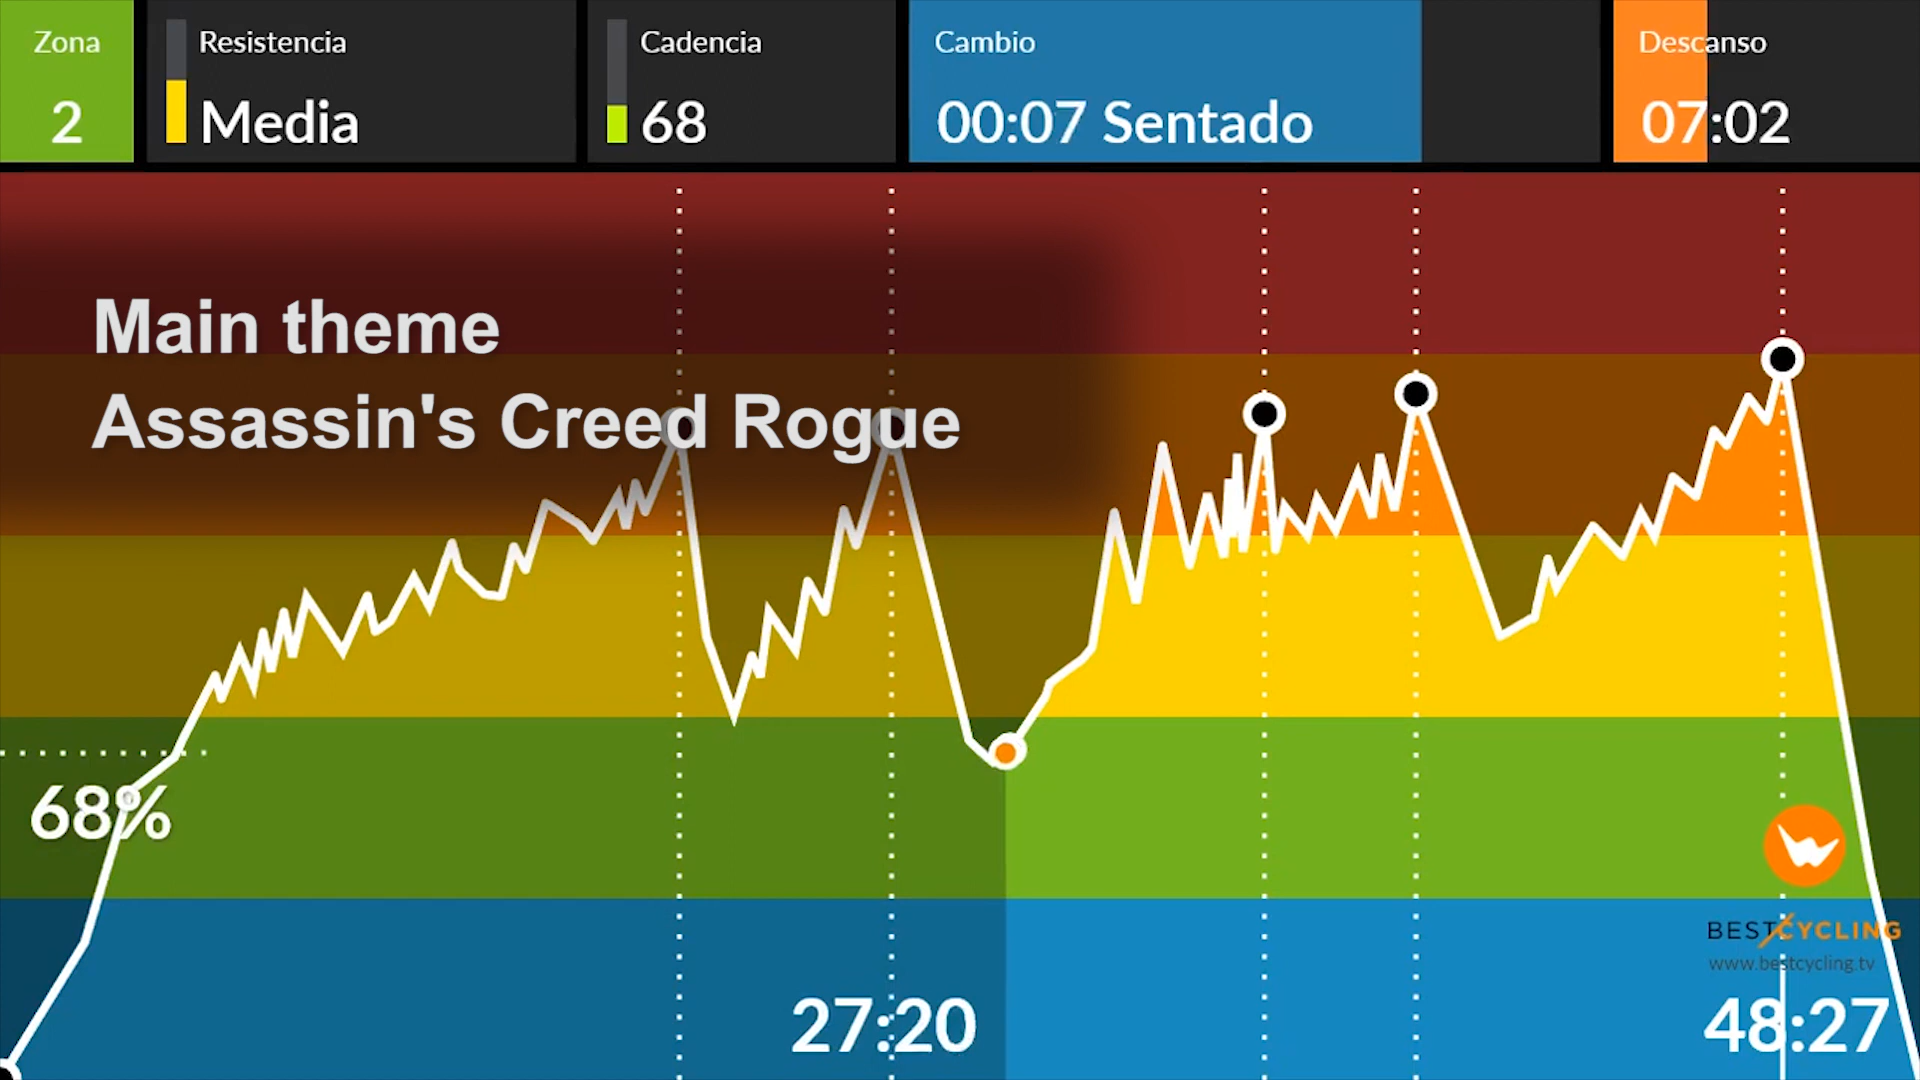 Zona
2
Resistencia
Media
Cadencia
68
Cambio
00:07 Sentado
Descanso
07:02
Main theme
Assassin's Creed Rogue
68%
BESTCYCLING
www.bestcycling.tv
27:20
48:27